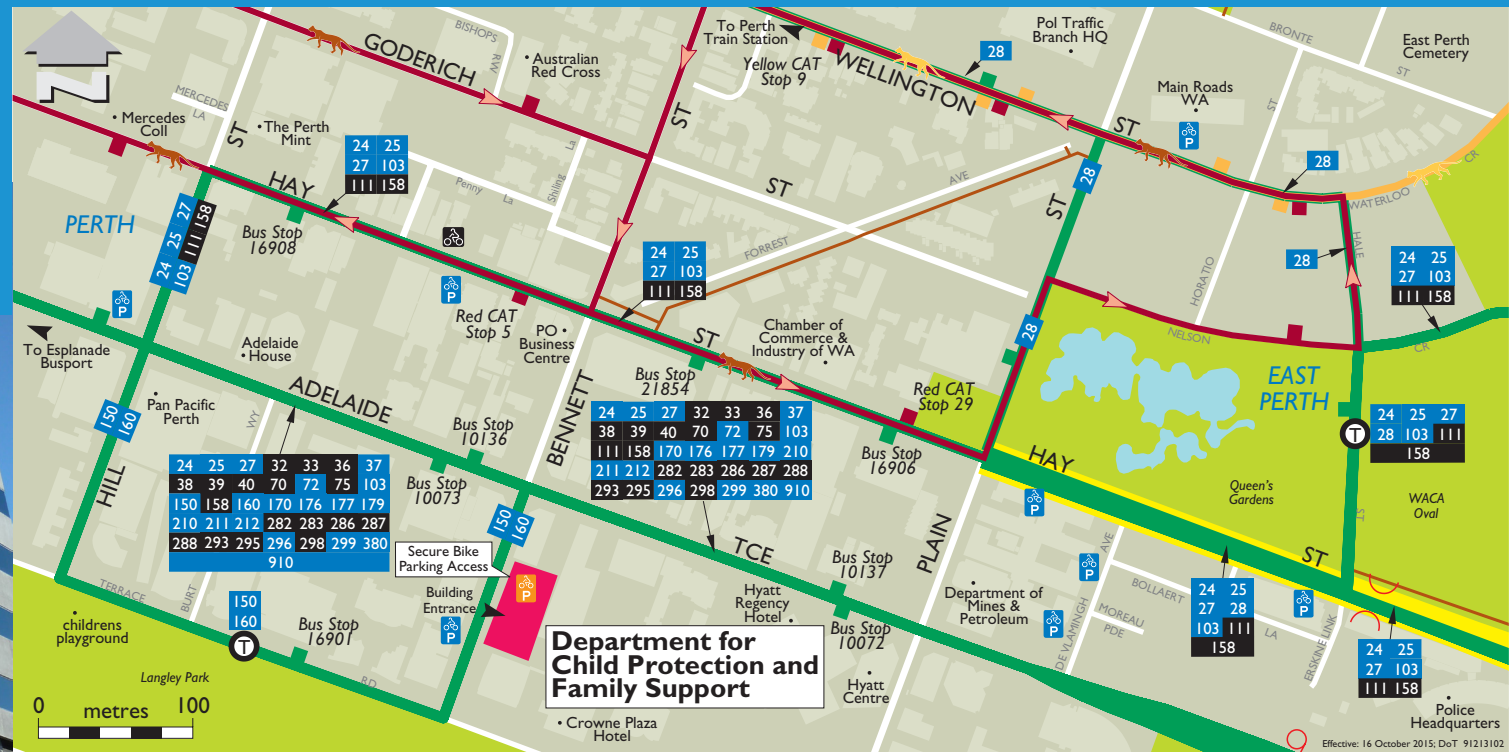 GODERICH
BISHOPS
RW
Australian
Red Cross
To Perth
Train Station
Yellow CAT
Stop 9
WELLINGTON
28
Pol Traffic
Branch HQ
BRONTE
ST
East Perth
Cemetery
N
MERCEDES
LA
Mercedes
Coll
ST
The Perth
Mint
24 25
27 103
111 158
ST
Main Roads
WA
P
ST
ST
28
CR
WATERLOO
HAY
Penny
La
Shiling
La
ST
AVE
FORREST
28
ST
HORATIO
HALE
28
24 25
27 103
111 158
CR
PERTH
24 25 27
103 111 158
Bus Stop
16908
P
P
24 25
27 103
111 158
Red CAT
Stop 5
PO
Business
Centre
ST
Chamber of
Commerce &
Industry of WA
28
NELSON
EAST
PERTH
To Esplanade
Busport
Adelaide
House
Bus Stop
21854
Red CAT
Stop 29
24 25 27
28 103 111
158
T
ADELAIDE
Pan Pacific
Perth
WY
150
160
HILL
Bus Stop
10136
Bus Stop
10073
BENNETT
24 25 27 32 33 36 37
38 39 40 70 72 75 103
111 158 170 176 177 179 210
211 212 282 283 286 287 288
293 295 296 298 299 380 910
Bus Stop
16906
HAY
Queen's
Gardens
WACA
Oval
ST
24 25 27 32 33 36 37
38 39 40 70 72 75 103
150 158 160 170 176 177 179
210 211 212 282 283 286 287
288 293 295 296 298 299 380
910
150
160
Secure Bike
Parking Access
P
Building
Entrance
P
TCE
PLAIN
P
ST
Bus Stop
10137
Hyatt
Regency
Hotel
Bus Stop
10072
Department of
Mines &
Petroleum
P
AVE
P
DE VLAMINGH
BOLLAERT
LA
MOREAU
PDE
24 25
27 28
103 111
158
P
ERSKINE LINK
24 25
27 103
111 158
TERRACE
BURT
childrens
playground
150
160
T
Bus Stop
16901
RD
Langley Park
Department for
Child Protection and
Family Support
Hyatt
Centre
0 metres 100
Crowne Plaza
Hotel
Police
Headquarters
Effective: 16 October 2015; DoT 91213102